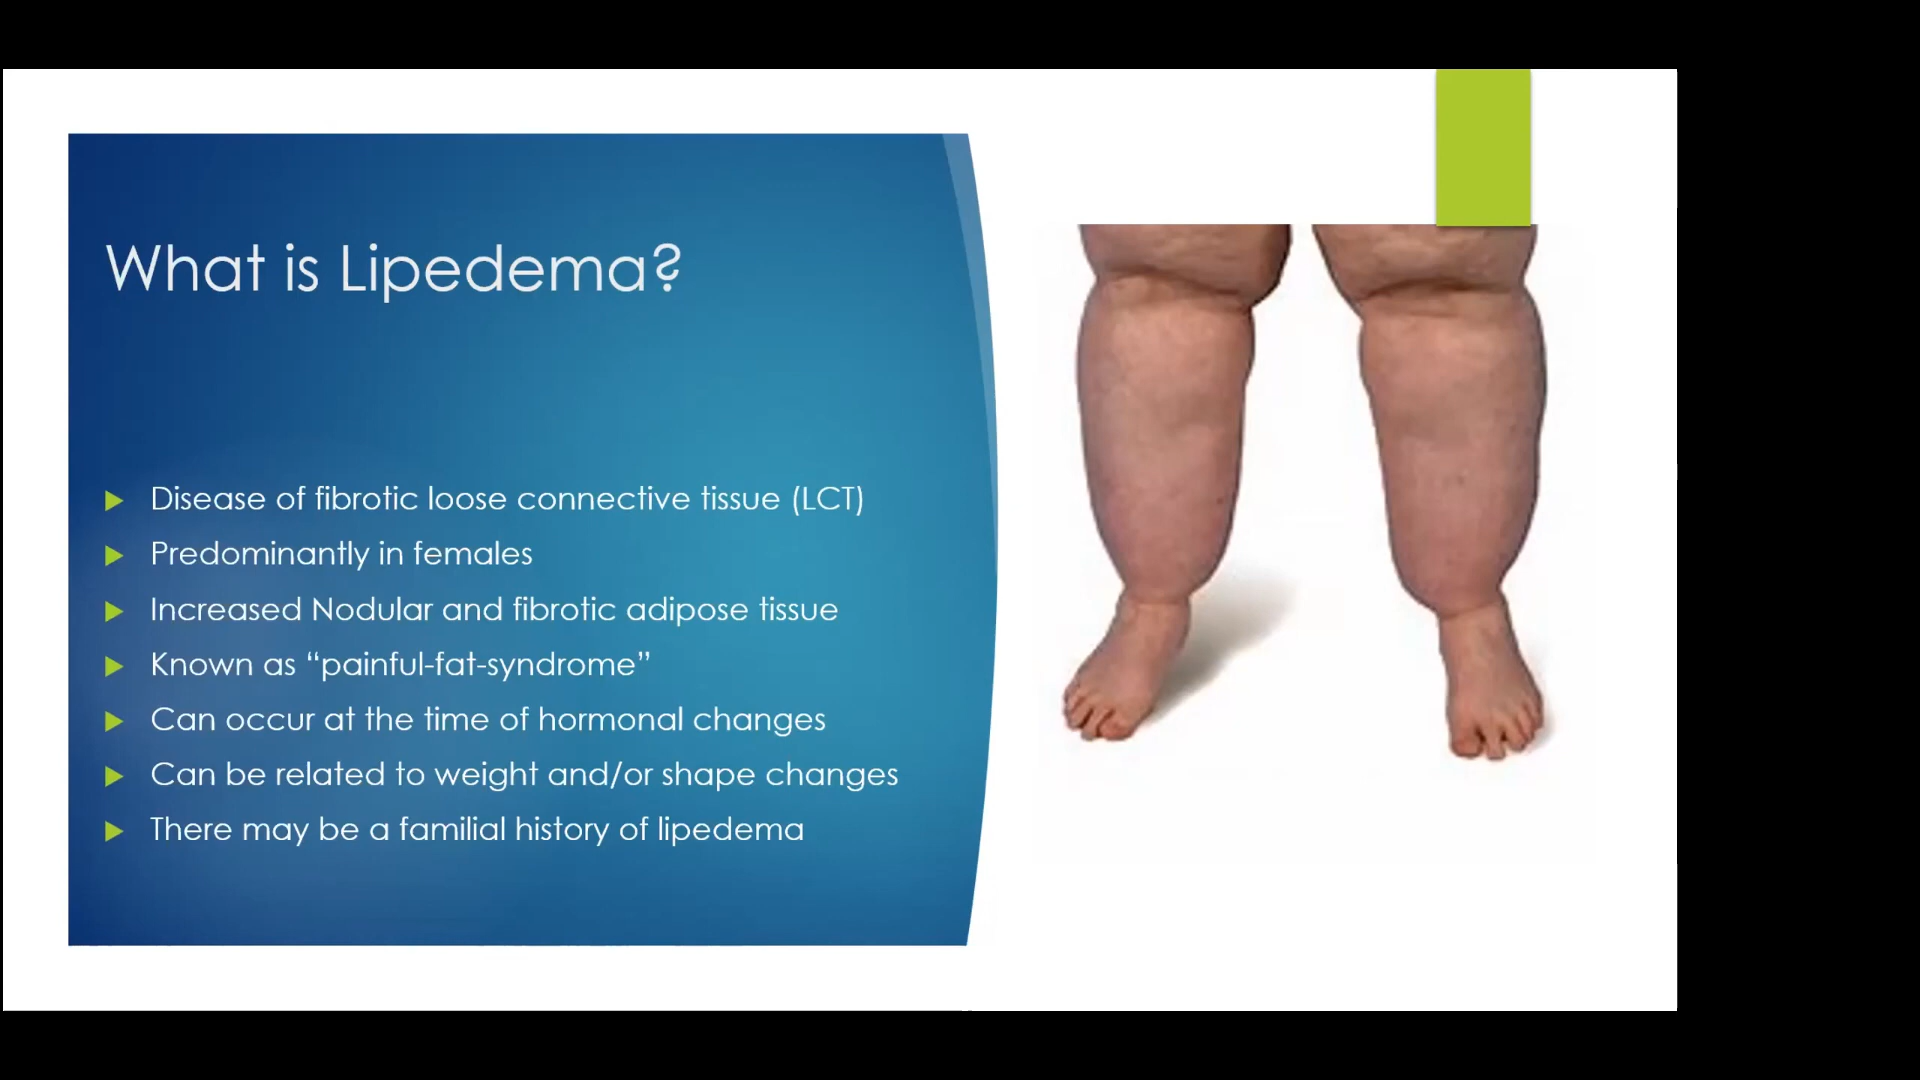 What is Lipedema?
Disease of fibrotic loose connective tissue (LCT)
Predominantly in females
Increased Nodular and fibrotic adipose tissue
Known as “painful-fat-syndrome”
Can occur at the time of hormonal changes
Can be related to weight and/or shape changes
There may be a familial history of lipedema